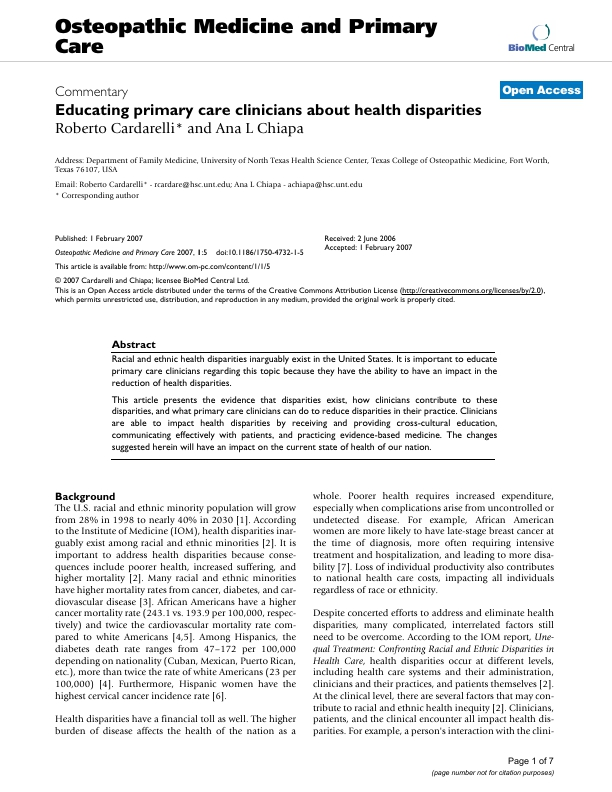 Osteopathic Medicine and Primary
Care
BioMed Central
Commentary
Open Access
Educating primary care clinicians about health disparities
Roberto Cardarelli* and Ana L Chiapa
Address: Department of Family Medicine, University of North Texas Health Science Center, Texas College of Osteopathic Medicine, Fort Worth,
Texas 76107, USA
Email: Roberto Cardarelli* - rcardare@hsc.unt.edu; Ana L Chiapa - achiapa@hsc.unt.edu
* Corresponding author
Published: 1 February 2007
Osteopathic Medicine and Primary Care 2007, 1:5 doi:10.1186/1750-4732-1-5
This article is available from: http://www.om-pc.com/content/1/1/5
Received: 2 June 2006
Accepted: 1 February 2007
© 2007 Cardarelli and Chiapa; licensee BioMed Central Ltd.
This is an Open Access article distributed under the terms of the Creative Commons Attribution License (http://creativecommons.org/licenses/by/2.0),
which permits unrestricted use, distribution, and reproduction in any medium, provided the original work is properly cited.
Abstract
Racial and ethnic health disparities inarguably exist in the United States. It is important to educate
primary care clinicians regarding this topic because they have the ability to have an impact in the
reduction of health disparities.
This article presents the evidence that disparities exist, how clinicians contribute to these
disparities, and what primary care clinicians can do to reduce disparities in their practice. Clinicians
are able to impact health disparities by receiving and providing cross-cultural education,
communicating effectively with patients, and practicing evidence-based medicine. The changes
suggested herein will have an impact on the current state of health of our nation.
Background
The U.S. racial and ethnic minority population will grow
from 28% in 1998 to nearly 40% in 2030 [1]. According
to the Institute of Medicine (IOM), health disparities inar-
guably exist among racial and ethnic minorities [2]. It is
important to address health disparities because conse-
quences include poorer health, increased suffering, and
higher mortality [2]. Many racial and ethnic minorities
have higher mortality rates from cancer, diabetes, and car-
diovascular disease [3]. African Americans have a higher
cancer mortality rate (243.1 vs. 193.9 per 100,000, respec-
tively) and twice the cardiovascular mortality rate com-
pared to white Americans [4,5]. Among Hispanics, the
diabetes death rate ranges from 47–172 per 100,000
depending on nationality (Cuban, Mexican, Puerto Rican,
etc.), more than twice the rate of white Americans (23 per
100,000) [4]. Furthermore, Hispanic women have the
highest cervical cancer incidence rate [6].
Health disparities have a financial toll as well. The higher
burden of disease affects the health of the nation as a
whole. Poorer health requires increased expenditure,
especially when complications arise from uncontrolled or
undetected disease. For example, African American
women are more likely to have late-stage breast cancer at
the time of diagnosis, more often requiring intensive
treatment and hospitalization, and leading to more disa-
bility [7]. Loss of individual productivity also contributes
to national health care costs, impacting all individuals
regardless of race or ethnicity.
Despite concerted efforts to address and eliminate health
disparities, many complicated, interrelated factors still
need to be overcome. According to the IOM report, Une-
qual Treatment: Confronting Racial and Ethnic Disparities in
Health Care, health disparities occur at different levels,
including health care systems and their administration,
clinicians and their practices, and patients themselves [2].
At the clinical level, there are several factors that may con-
tribute to racial and ethnic health inequity [2]. Clinicians,
patients, and the clinical encounter all impact health dis-
parities. For example, a person's interaction with the clini-
Page 1 of 7
(page number not for citation purposes)